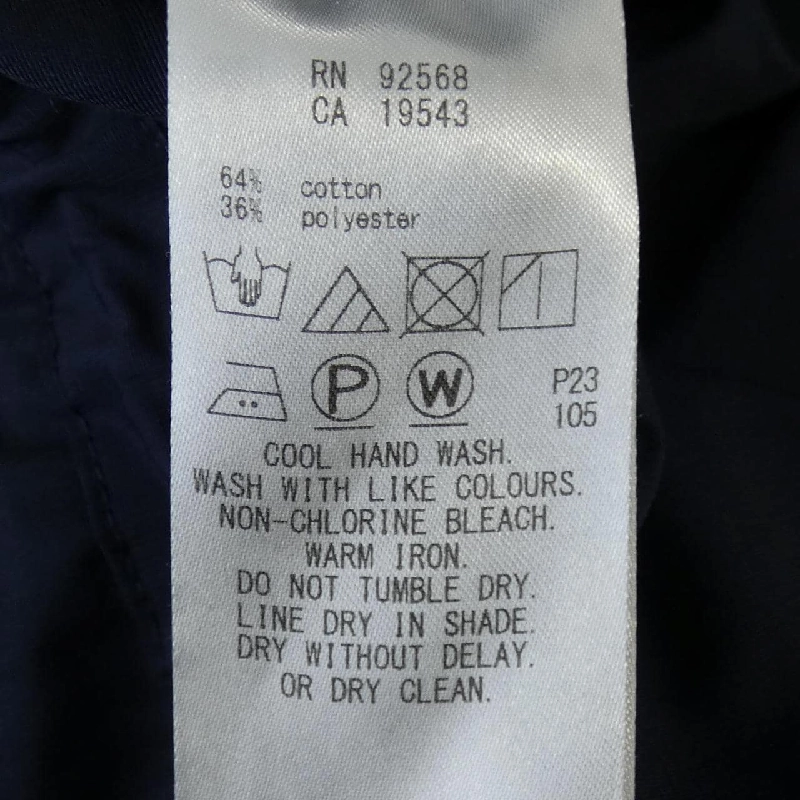 RN 92568
CA 19543
64% cotton
36% polyester
P W P23
105
COOL HAND WASH.
WASH WITH LIKE COLOURS.
NON-CHLORINE BLEACH.
WARM IRON.
DO NOT TUMBLE DRY.
LINE DRY IN SHADE.
DRY WITHOUT DELAY.
OR DRY CLEAN.